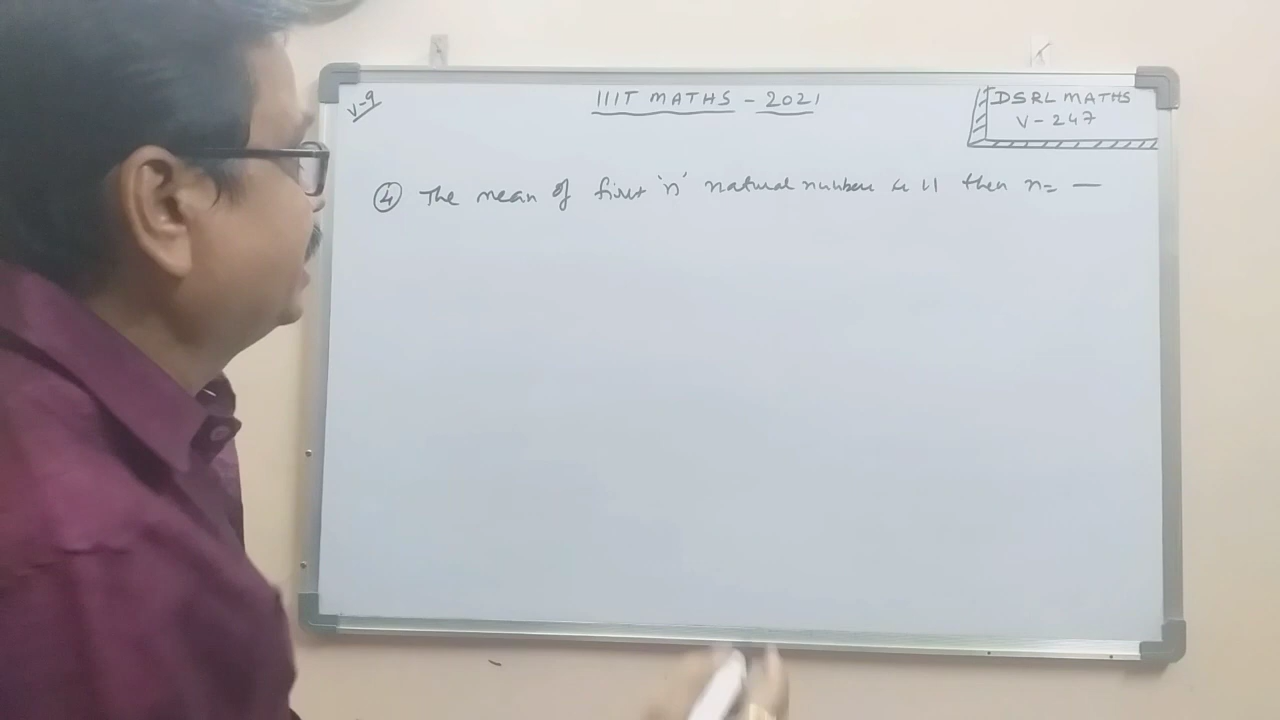 V-9
IIIT MATHS - 2021
DSRL MATHS
V - 247
④ The mean of first 'n' natural numbers is 11 then n= —